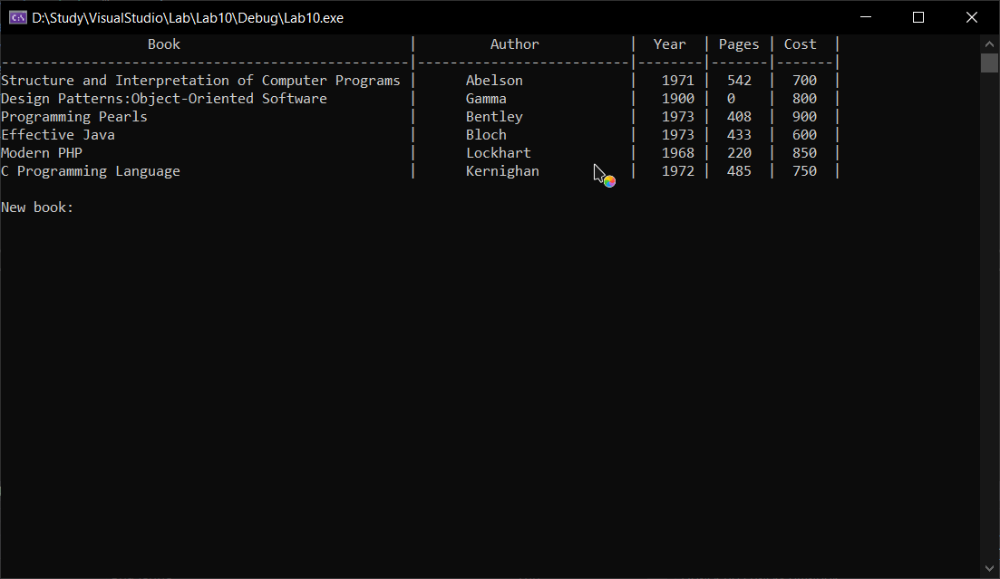 D:\Study\VisualStudio\Lab\Lab10\Debug\Lab10.exe
                  Book                            |         Author           |  Year  | Pages | Cost  |
--------------------------------------------------|--------------------------|--------|-------|-------|
Structure and Interpretation of Computer Programs |      Abelson             |   1971 |  542  |  700  |
Design Patterns:Object-Oriented Software          |      Gamma               |   1900 |  0    |  800  |
Programming Pearls                                |      Bentley             |   1973 |  408  |  900  |
Effective Java                                    |      Bloch               |   1973 |  433  |  600  |
Modern PHP                                        |      Lockhart            |   1968 |  220  |  850  |
C Programming Language                            |      Kernighan           |   1972 |  485  |  750  |
New book: